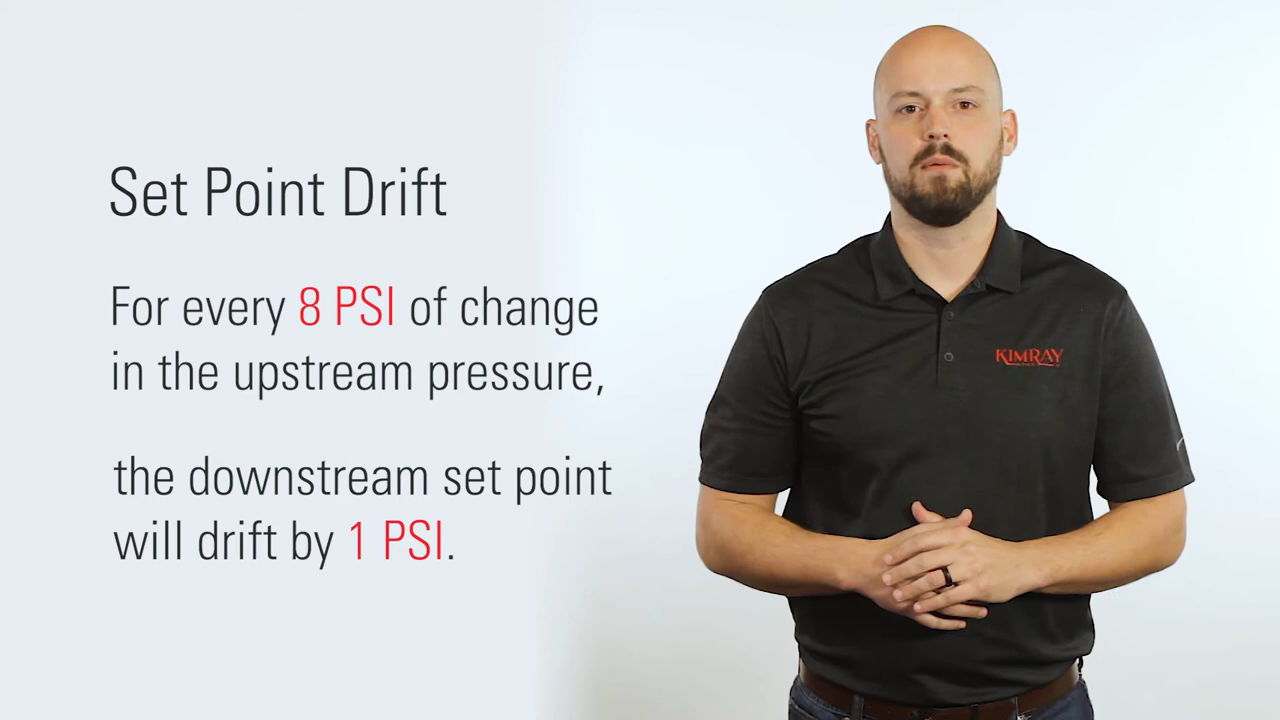 Set Point Drift
For every 8 PSI of change
in the upstream pressure,
the downstream set point
will drift by 1 PSI.
KIMRAY